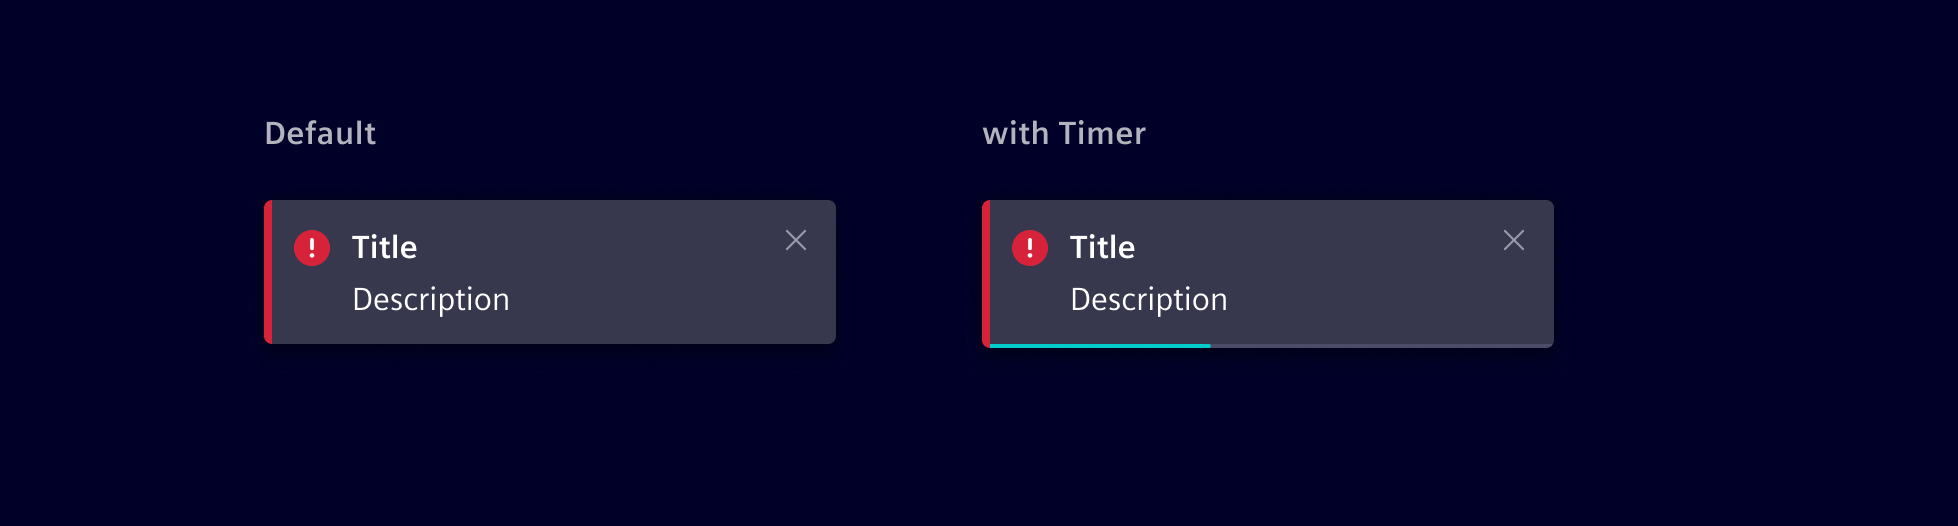 Default
Title
Description
with Timer
Title
Description